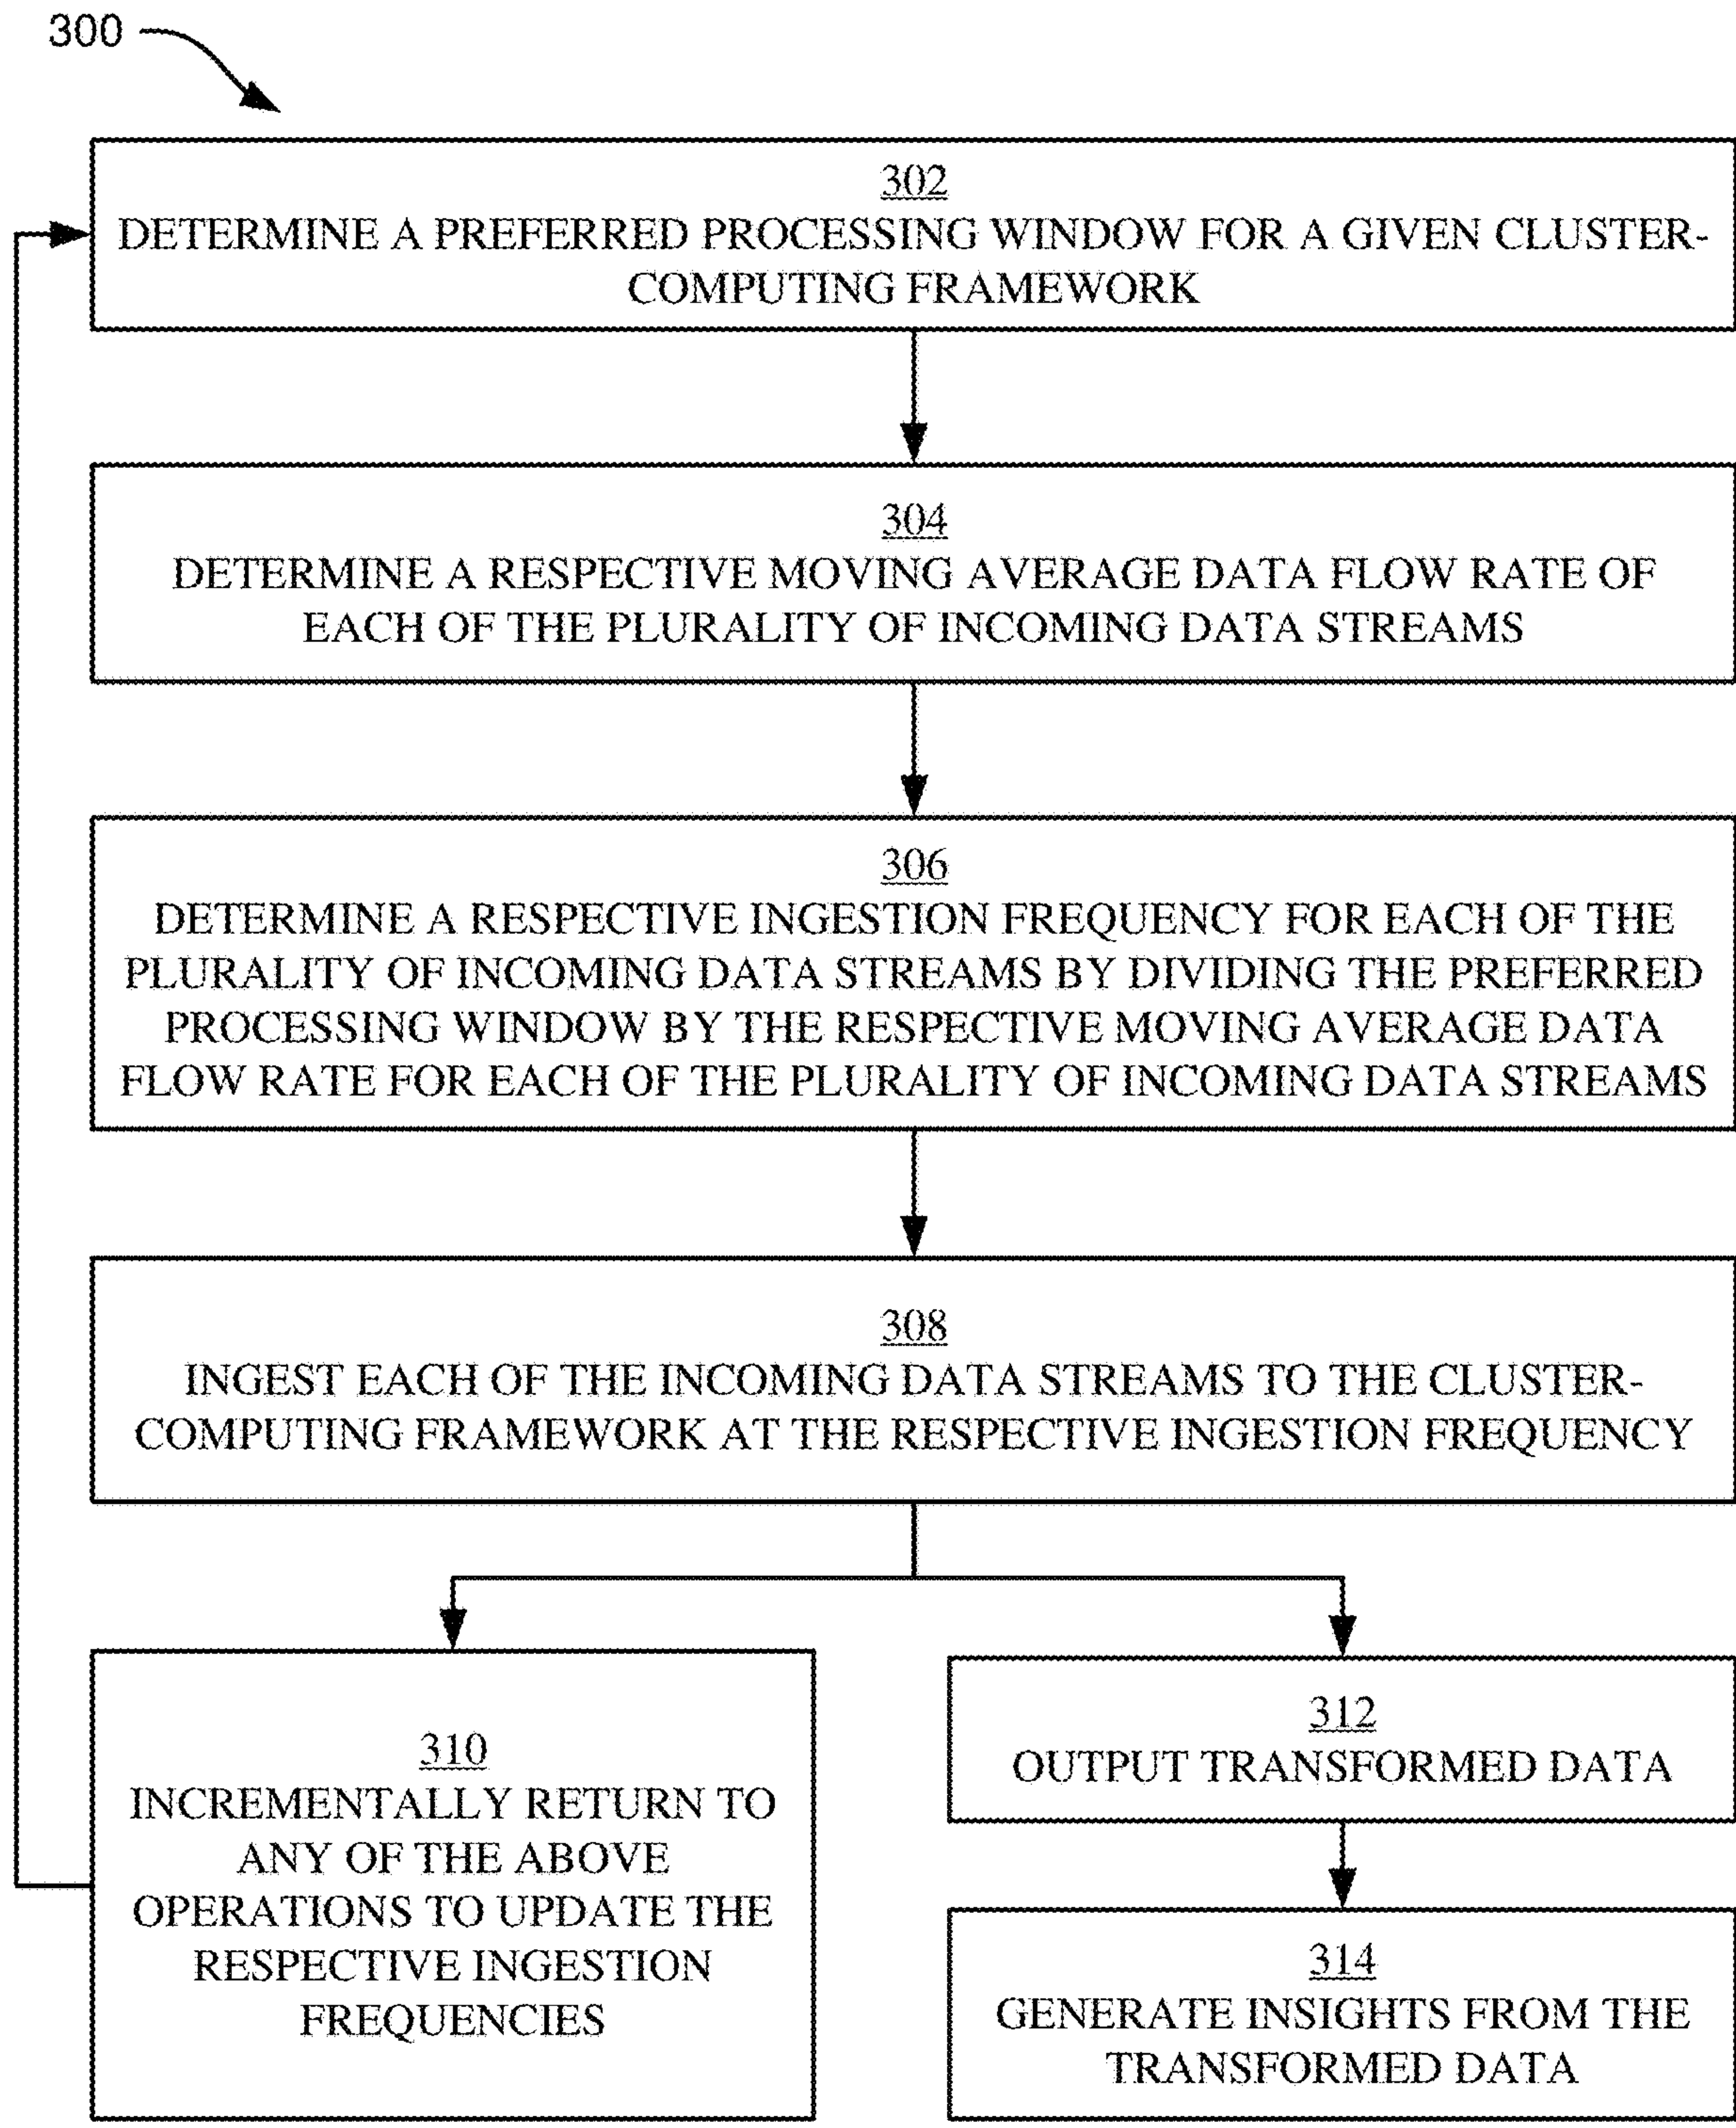 300
302
DETERMINE A PREFERRED PROCESSING WINDOW FOR A GIVEN CLUSTER-
COMPUTING FRAMEWORK
304
DETERMINE A RESPECTIVE MOVING AVERAGE DATA FLOW RATE OF
EACH OF THE PLURALITY OF INCOMING DATA STREAMS
306
DETERMINE A RESPECTIVE INGESTION FREQUENCY FOR EACH OF THE
PLURALITY OF INCOMING DATA STREAMS BY DIVIDING THE PREFERRED
PROCESSING WINDOW BY THE RESPECTIVE MOVING AVERAGE DATA
FLOW RATE FOR EACH OF THE PLURALITY OF INCOMING DATA STREAMS
308
INGEST EACH OF THE INCOMING DATA STREAMS TO THE CLUSTER-
COMPUTING FRAMEWORK AT THE RESPECTIVE INGESTION FREQUENCY
310
INCREMENTALLY RETURN TO
ANY OF THE ABOVE
OPERATIONS TO UPDATE THE
RESPECTIVE INGESTION
FREQUENCIES
312
OUTPUT TRANSFORMED DATA
314
GENERATE INSIGHTS FROM THE
TRANSFORMED DATA